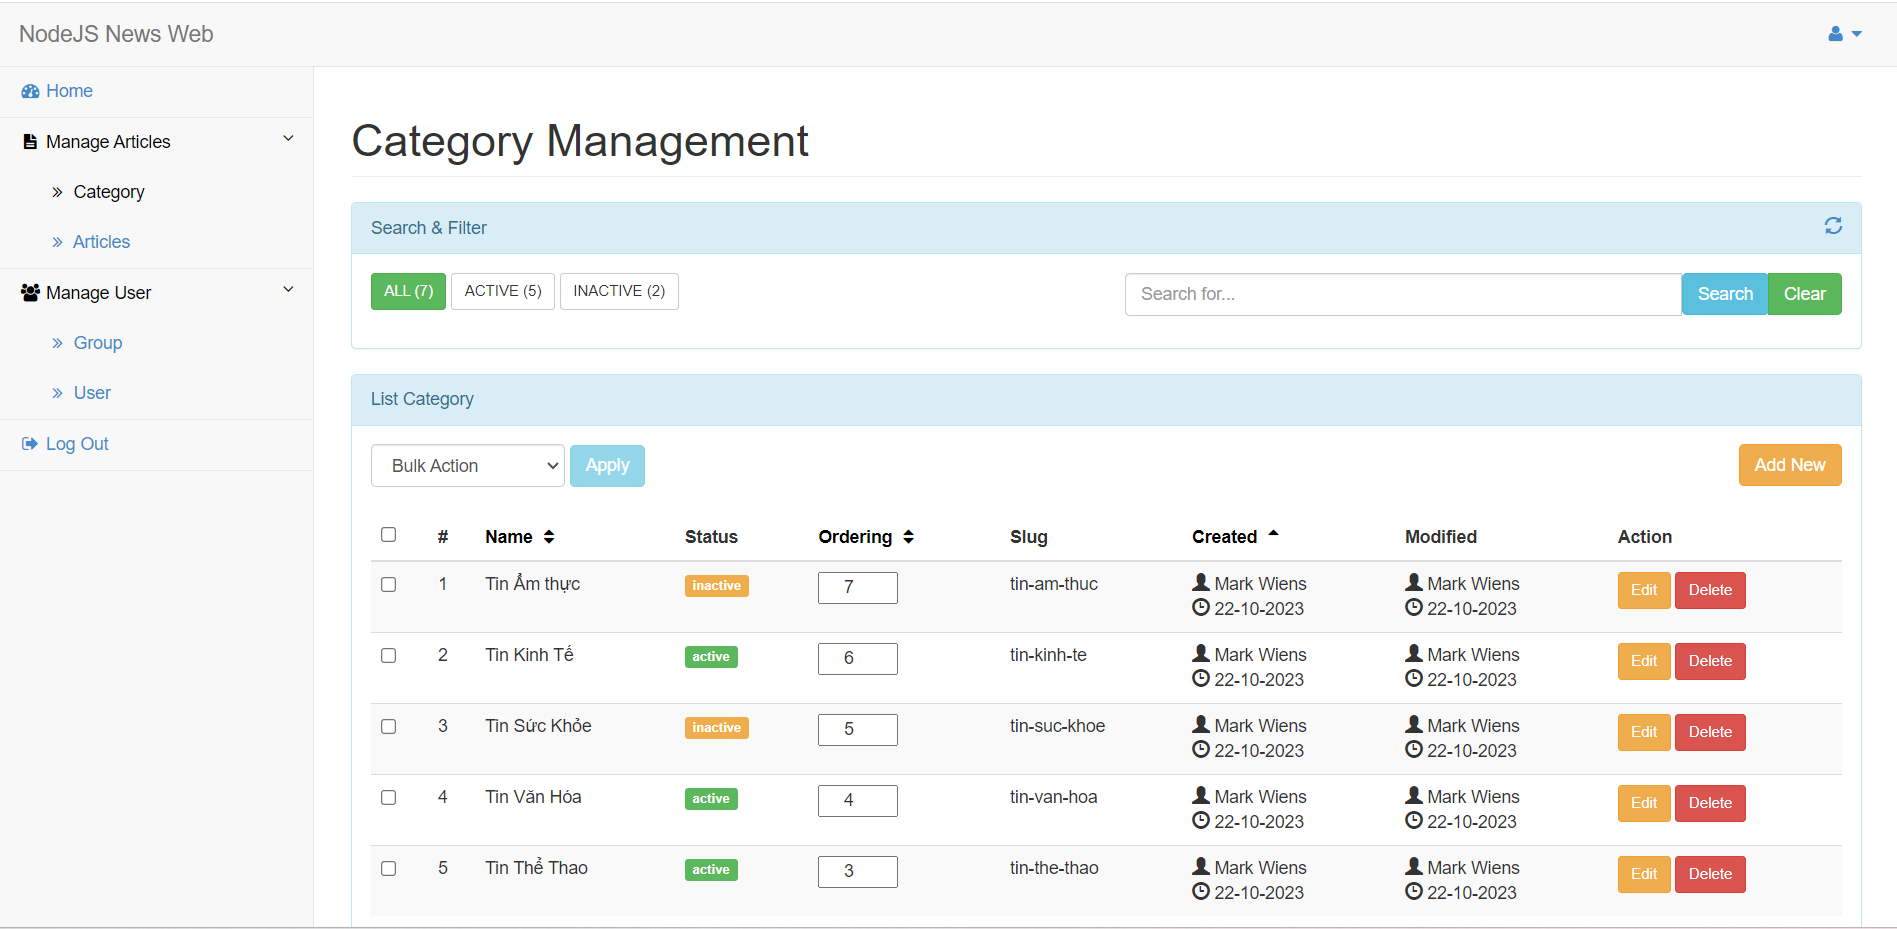 NodeJS News Web
Home
Manage Articles
Category
Articles
Manage User
Group
User
Log Out
Category Management
Search & Filter
ALL (7) ACTIVE (5) INACTIVE (2) Search for... Search Clear
List Category
Bulk Action Apply Add New
# Name Status Ordering Slug Created Modified Action
1 Tin Ẩm thực inactive 7 tin-am-thuc Mark Wiens Mark Wiens Edit Delete
22-10-2023 22-10-2023
2 Tin Kinh Tế active 6 tin-kinh-te Mark Wiens Mark Wiens Edit Delete
22-10-2023 22-10-2023
3 Tin Sức Khỏe inactive 5 tin-suc-khoe Mark Wiens Mark Wiens Edit Delete
22-10-2023 22-10-2023
4 Tin Văn Hóa active 4 tin-van-hoa Mark Wiens Mark Wiens Edit Delete
22-10-2023 22-10-2023
5 Tin Thể Thao active 3 tin-the-thao Mark Wiens Mark Wiens Edit Delete
22-10-2023 22-10-2023